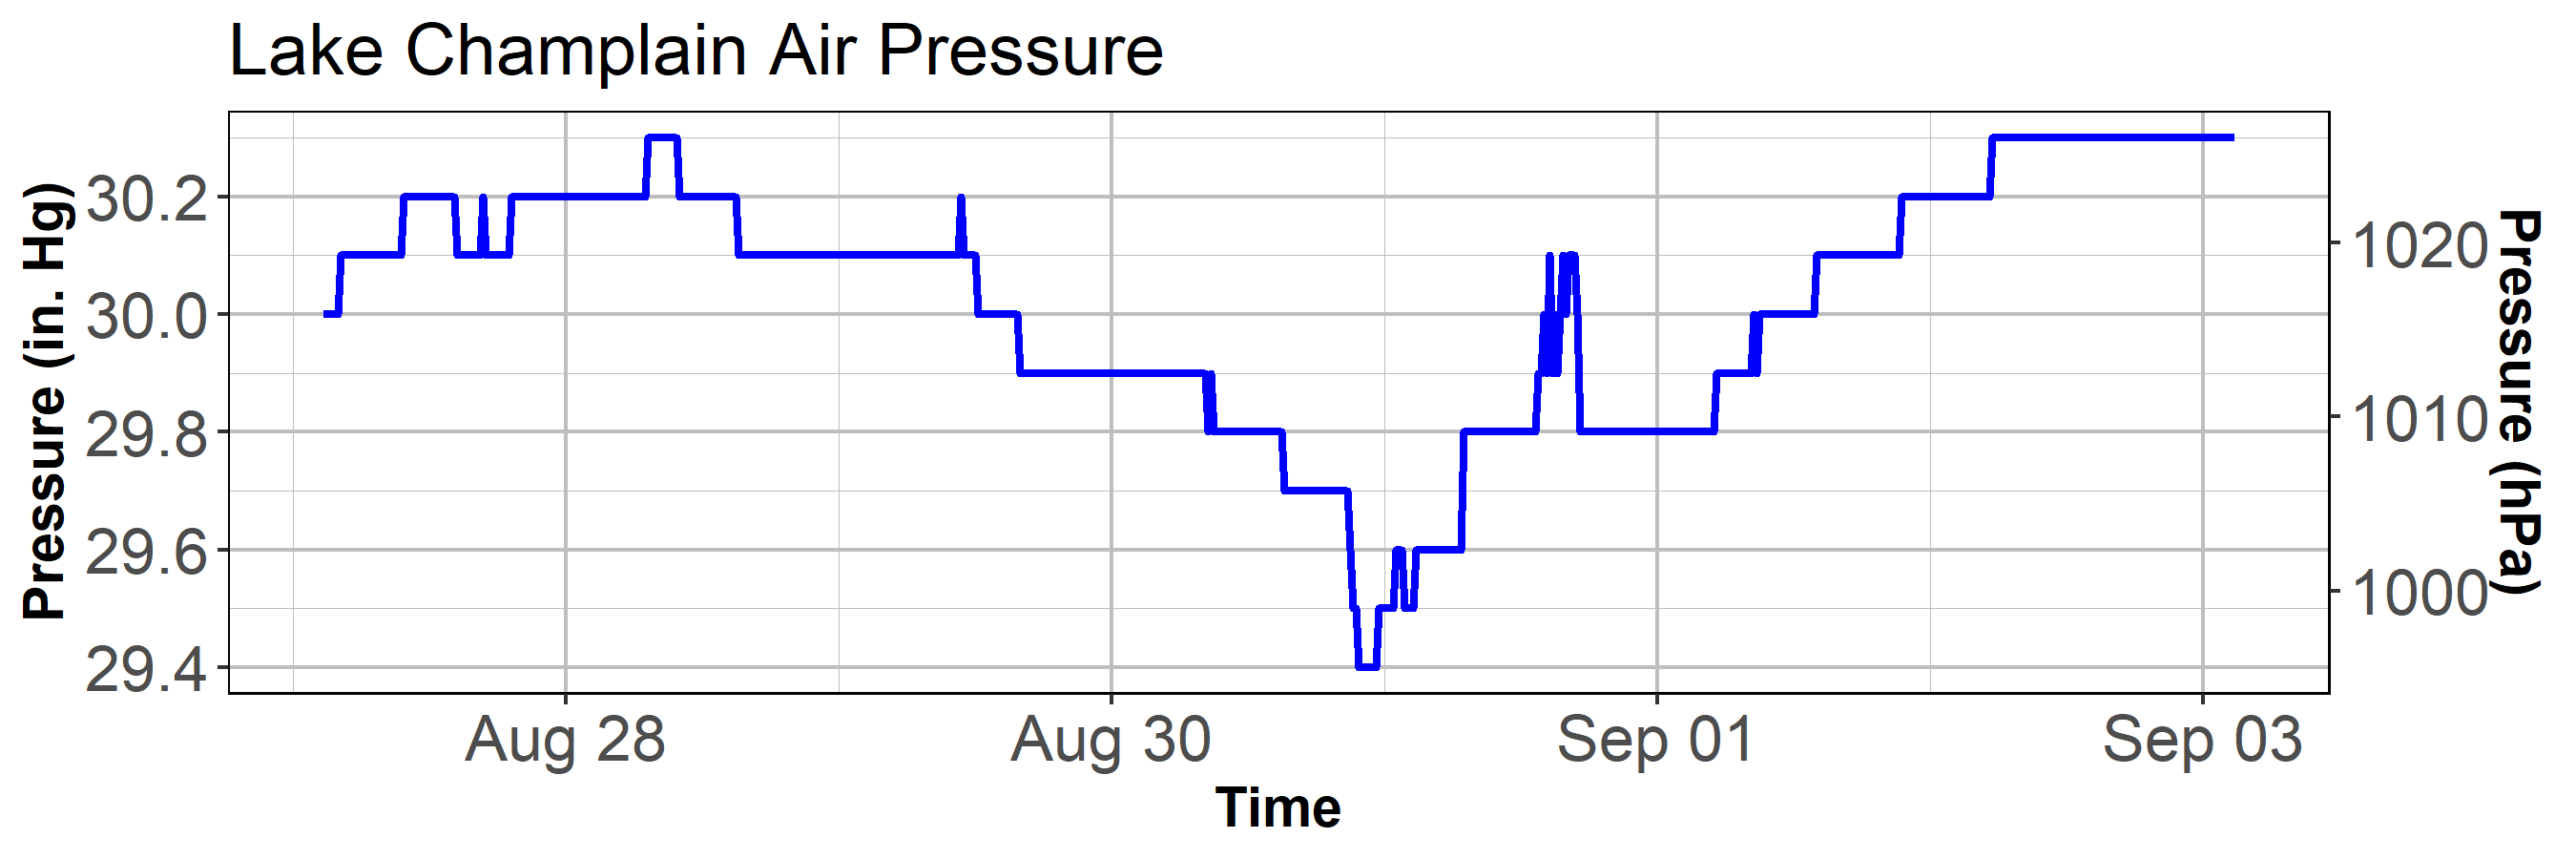 Lake Champlain Air Pressure
Pressure (in. Hg)
30.2
30.0
29.8
29.6
29.4
1020
1010
1000
Pressure (hPa)
Aug 28
Aug 30
Sep 01
Sep 03
Time